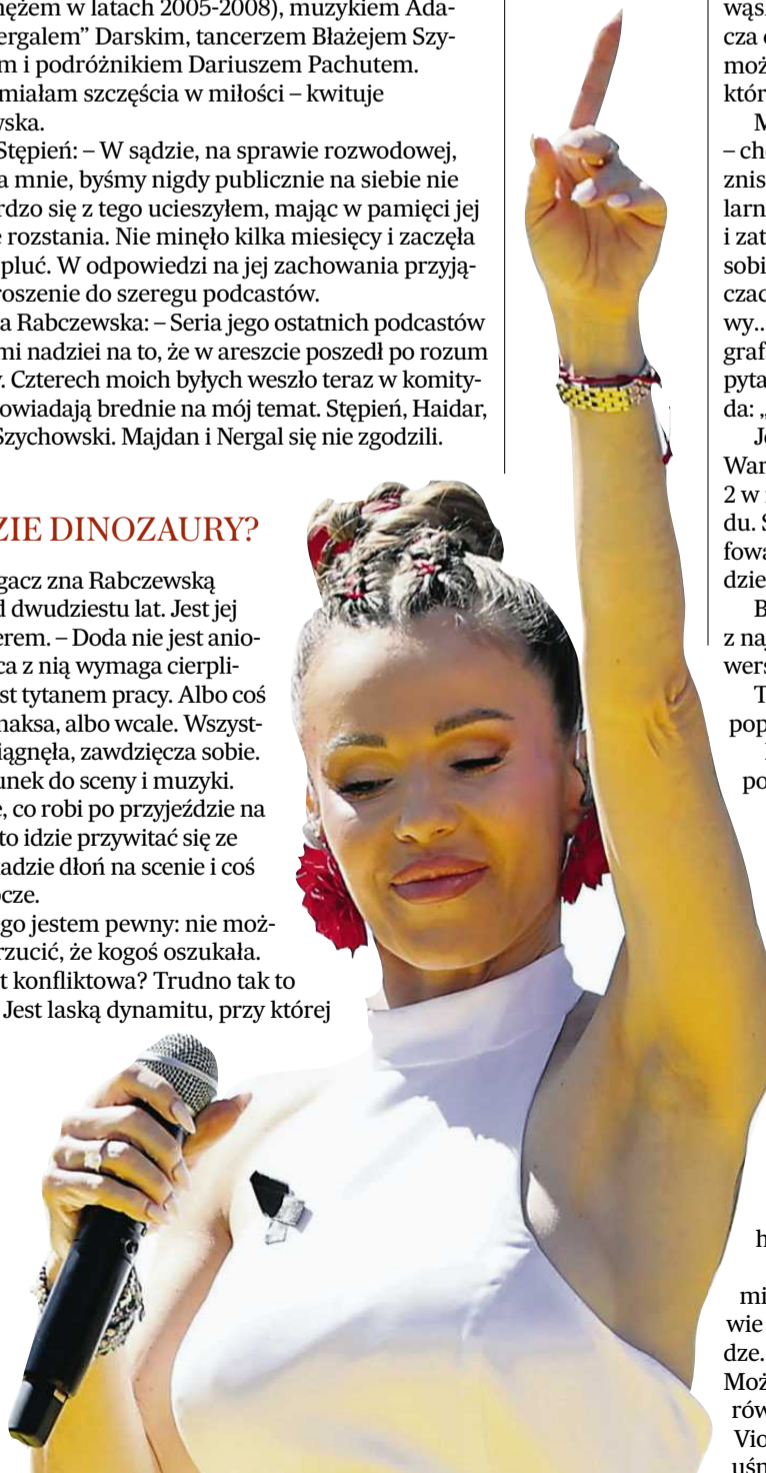 mężem w latach 2005-2008), muzykiem Ada-
ergalem” Darskim, tancerzem Błażejem Szy-
m i podróżnikiem Dariuszem Pachutem.
miałam szczęścia w miłości – kwituje
ska.
Stępień: – W sądzie, na sprawie rozwodowej,
a mnie, byśmy nigdy publicznie na siebie nie
rdzo się z tego ucieszyłem, mając w pamięci jej
e rozstania. Nie minęło kilka miesięcy i zaczęła
pluć. W odpowiedzi na jej zachowania przyją-
roszenie do szeregu podcastów.
a Rabczewska: – Seria jego ostatnich podcastów
mi nadziei na to, że w areszcie poszedł po rozum
y. Czterech moich byłych weszło teraz w komity-
owiadają brednie na mój temat. Stępień, Haidar,
Szychowski. Majdan i Nergal się nie zgodzili.
ZIE DINOZAURY?
gacz zna Rabczewską
d dwudziestu lat. Jest jej
erem. – Doda nie jest anio-
ca z nią wymaga cierpli-
st tytanem pracy. Albo coś
maksa, albo wcale. Wszyst-
iągnęła, zawdzięcza sobie.
unek do sceny i muzyki.
e, co robi po przyjeździe na
to idzie przywitać się ze
adzie dłoń na scenie i coś
cze.
go jestem pewny: nie moż-
rzucić, że kogoś oszukała.
t konfliktowa? Trudno tak to
Jest laską dynamitu, przy której
wąs
cza
moż
któr
M
– ch
znis
larn
i zat
sobi
czac
wy..
graf
pyta
da: „
Je
War
2 w
du. S
fowa
dzie
B
z naj
wers
T
pop
po
h
mi
wie
dze.
Moż
rów
Vio
uśm